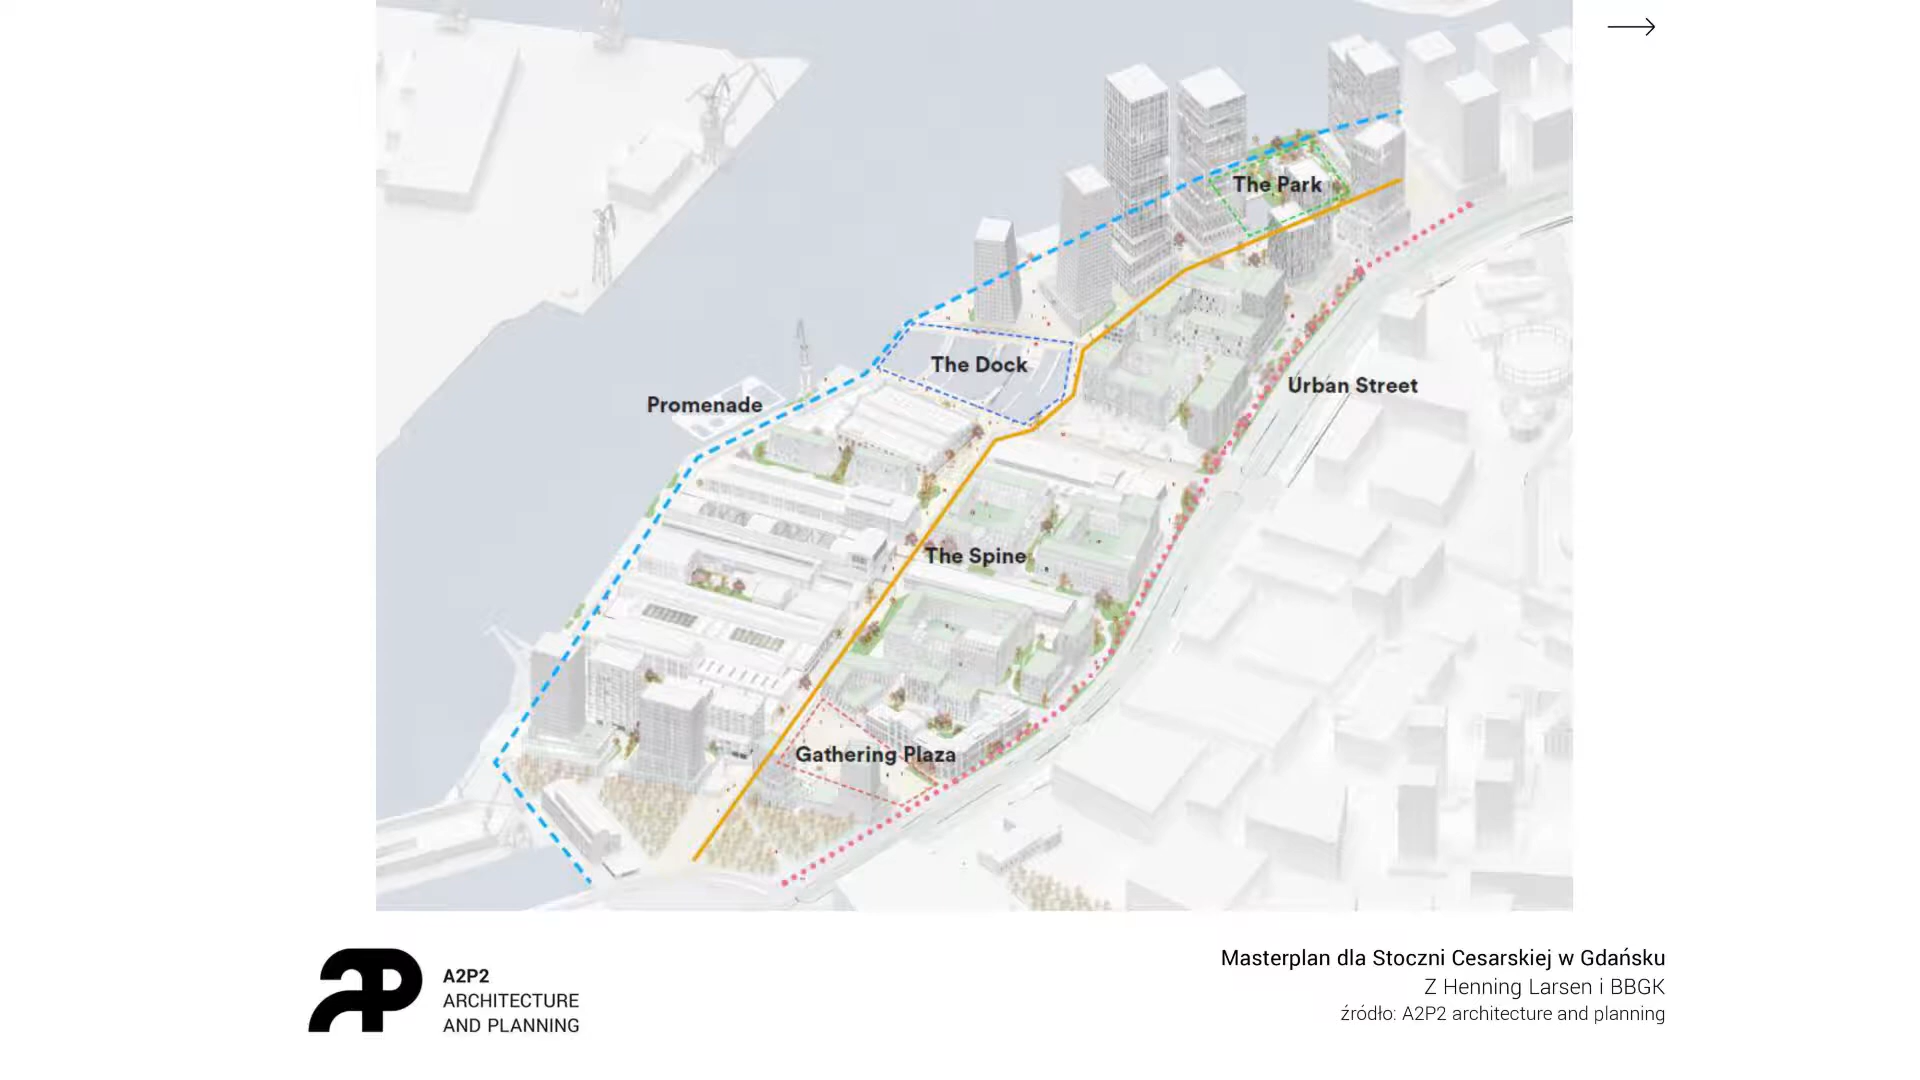 The Park
The Dock
Urban Street
Promenade
The Spine
Gathering Plaza
A2P2
ARCHITECTURE
AND PLANNING
Masterplan dla Stoczni Cesarskiej w Gdańsku
Z Henning Larsen i BBGK
źródło: A2P2 architecture and planning